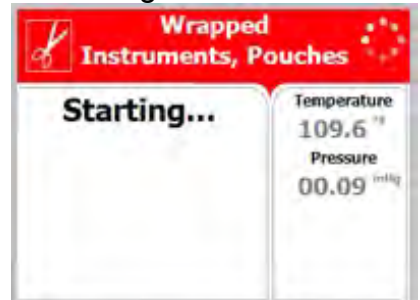 Wrapped
Instruments, Pouches
Starting...
Temperature
109.6 °F
Pressure
00.09 inHg